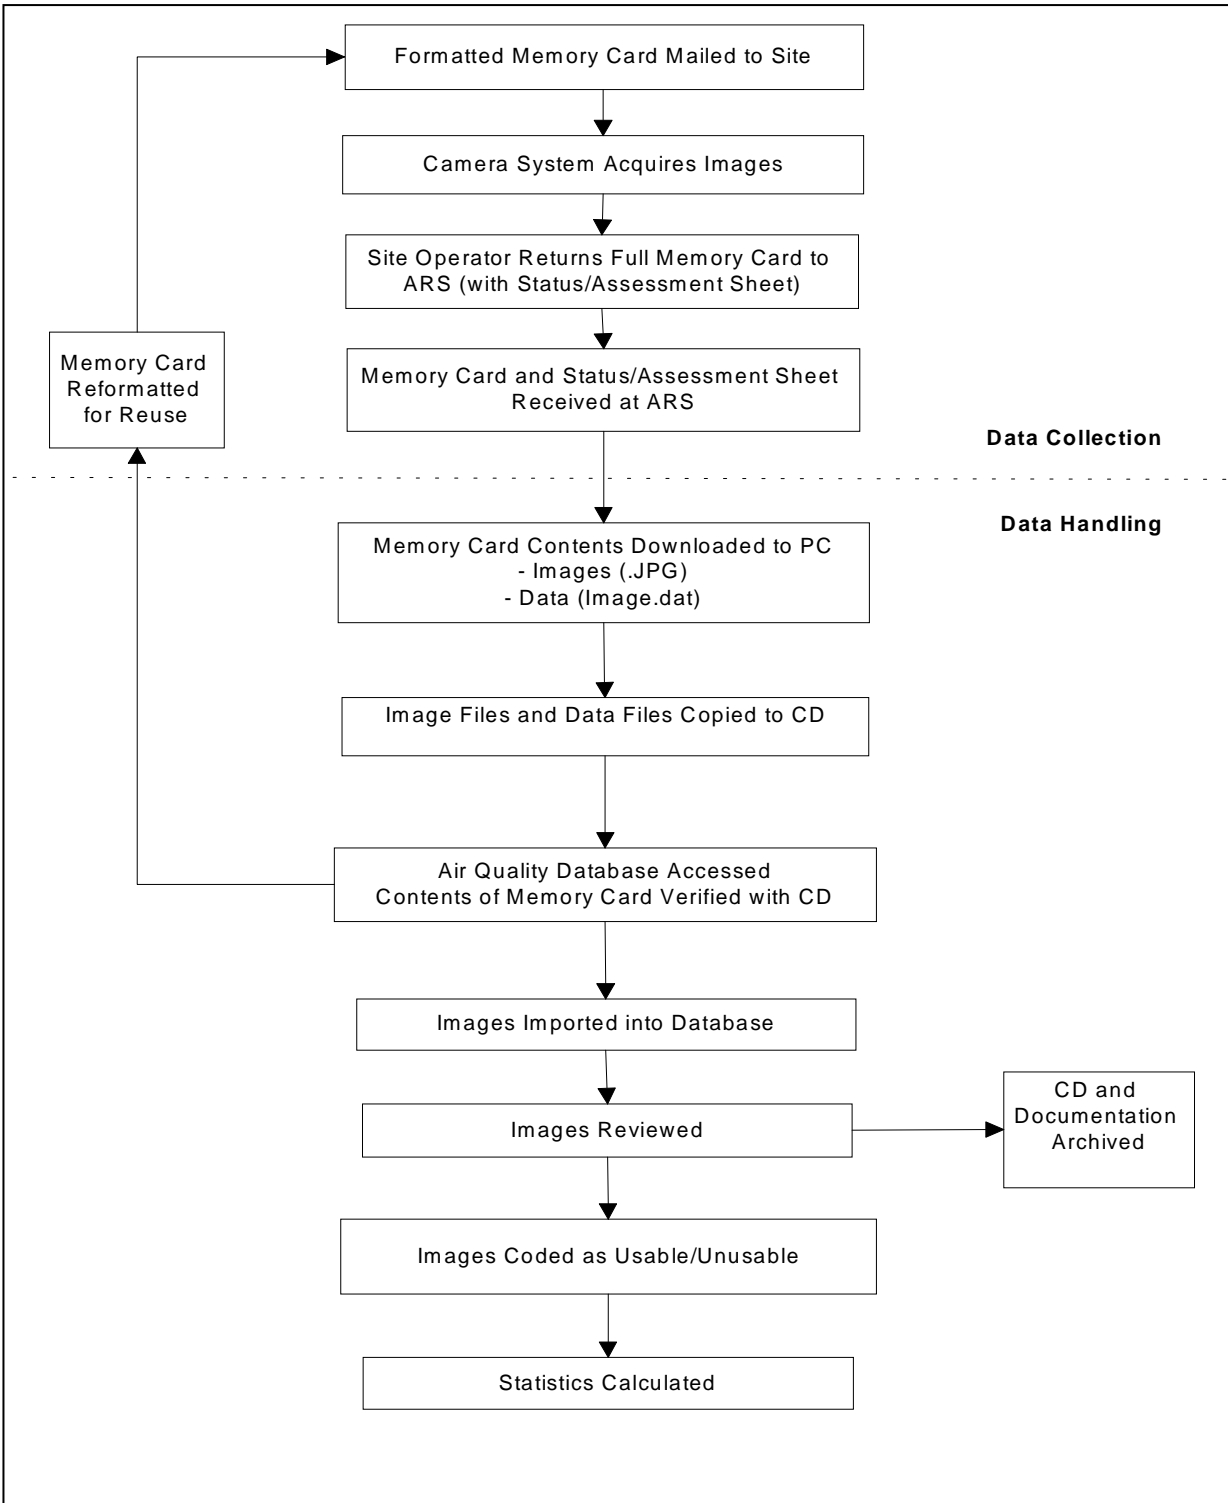 Formatted Memory Card Mailed to Site
Camera System Acquires Images
Site Operator Returns Full Memory Card to
ARS (with Status/Assessment Sheet)
Memory Card
Reformatted
for Reuse
Memory Card and Status/Assessment Sheet
Received at ARS
Data Collection
Data Handling
Memory Card Contents Downloaded to PC
- Images (.JPG)
- Data (Image.dat)
Image Files and Data Files Copied to CD
Air Quality Database Accessed
Contents of Memory Card Verified with CD
Images Imported into Database
Images Reviewed
CD and
Documentation
Archived
Images Coded as Usable/Unusable
Statistics Calculated